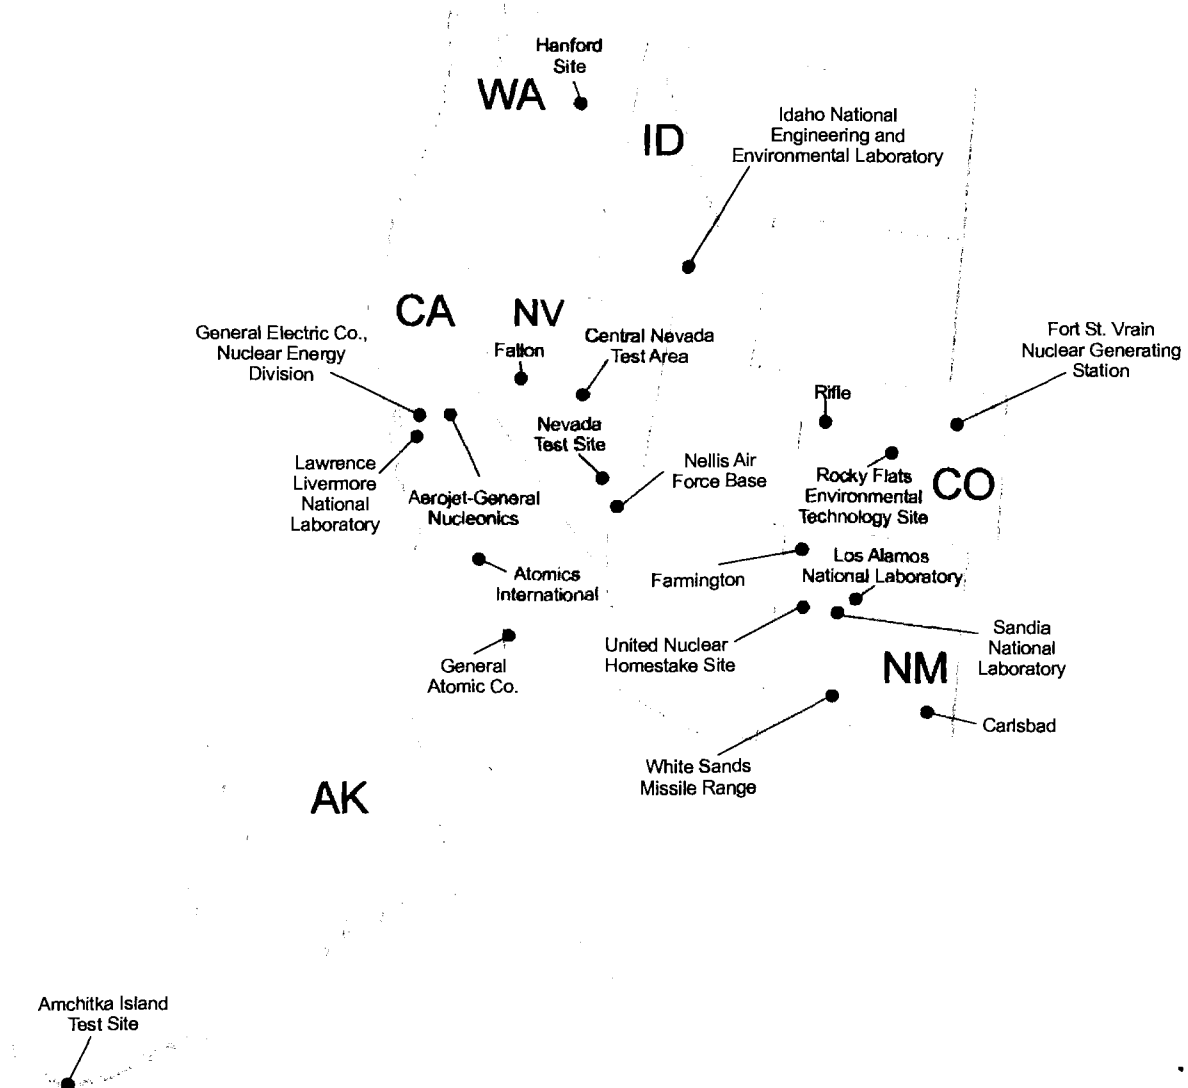 Hanford
Site
WA
ID
Idaho National
Engineering and
Environmental Laboratory
CA
NV
General Electric Co.,
Nuclear Energy
Division
Fallon
Central Nevada
Test Area
Fort St. Vrain
Nuclear Generating
Station
Rifle
Nevada
Test Site
Lawrence
Livermore
National
Laboratory
Aerojet-General
Nucleonics
Nellis Air
Force Base
Rocky Flats
Environmental
Technology Site
CO
Atomics
International
Farmington
Los Alamos
National Laboratory
General
Atomic Co.
United Nuclear
Homestake Site
Sandia
National
Laboratory
NM
Carlsbad
White Sands
Missile Range
AK
Amchitka Island
Test Site